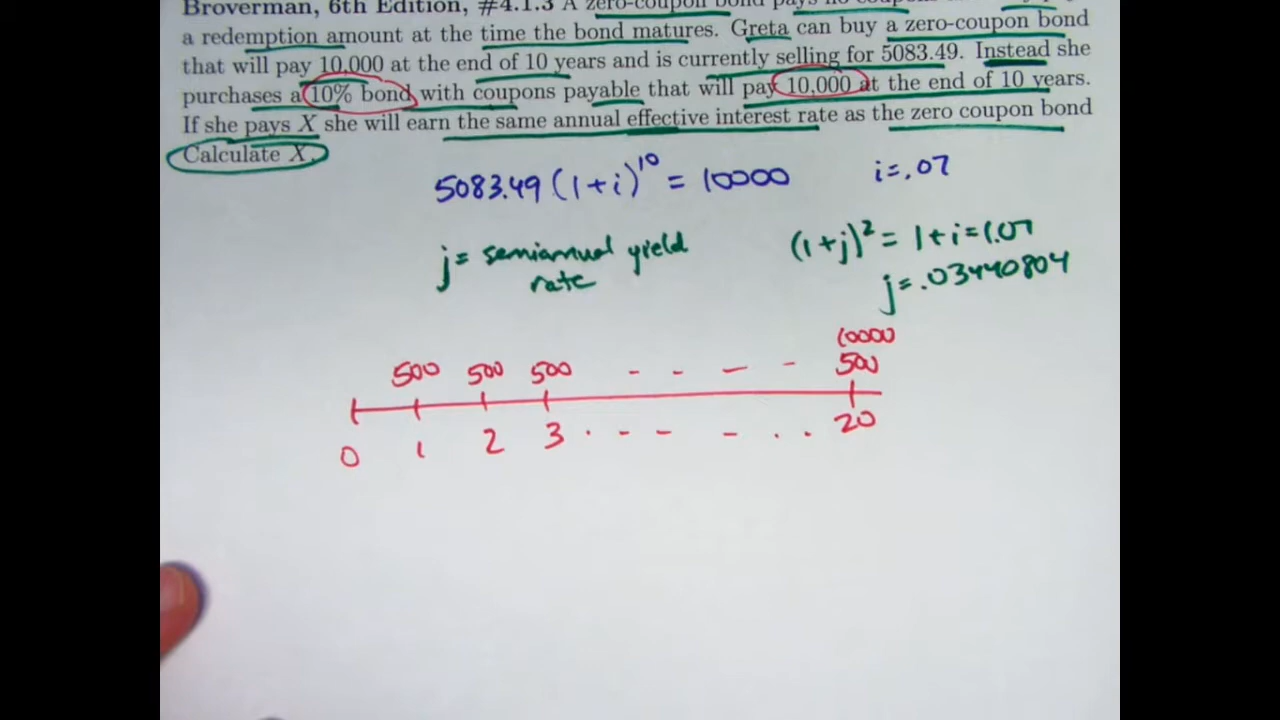 Broverman, 6th Edition, #4.1.3 A zero-coupon bond pays no
a redemption amount at the time the bond matures. Greta can buy a zero-coupon bond
that will pay 10,000 at the end of 10 years and is currently selling for 5083.49. Instead she
purchases a 10% bond with coupons payable that will pay 10,000 at the end of 10 years.
If she pays X she will earn the same annual effective interest rate as the zero coupon bond
Calculate X.
5083.49(1+i)^10 = 10000 i=.07
j= semiannual yield rate
(1+j)^2 = 1+i=1.07
j=.03440804
10000
500 500 500 - - - - 500
0 1 2 3 . - - - . . 20